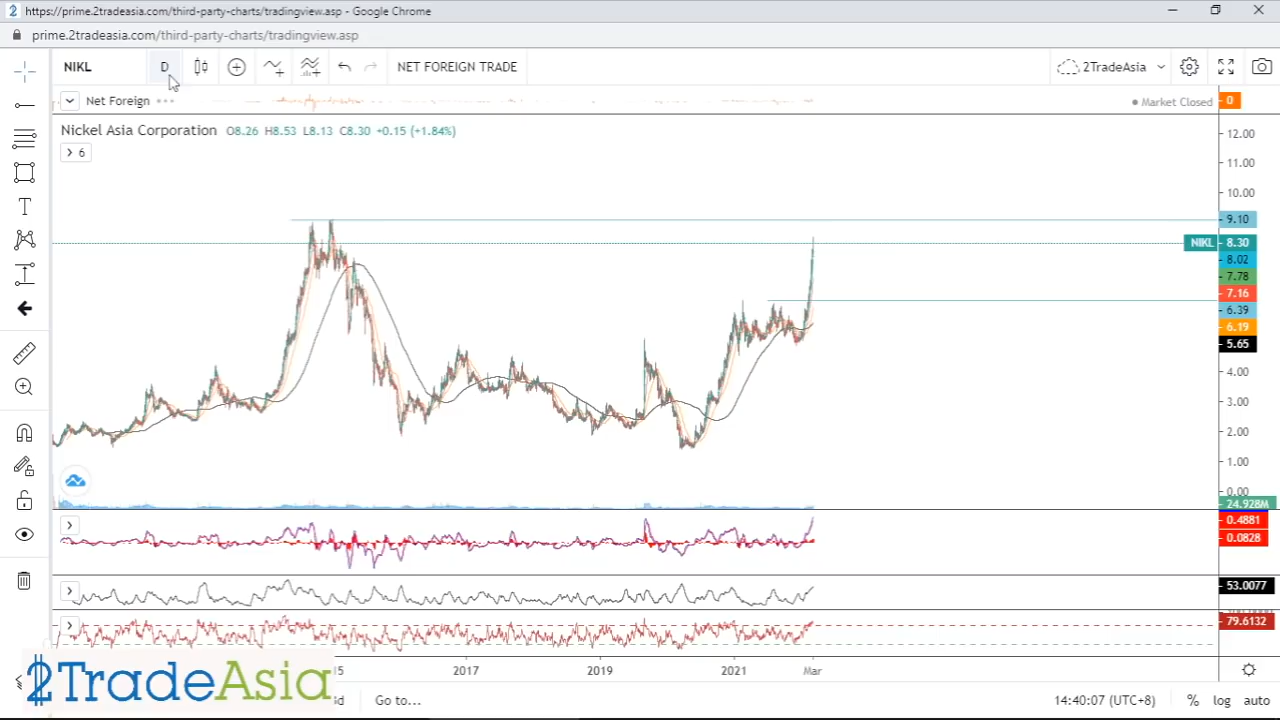 https://prime.2tradeasia.com/third-party-charts/tradingview.asp - Google Chrome
prime.2tradeasia.com/third-party-charts/tradingview.asp
NIKL D NET FOREIGN TRADE 2TradeAsia
Net Foreign Market Closed 0
Nickel Asia Corporation O8.26 H8.53 L8.13 C8.30 +0.15 (+1.84%)
6
12.00
11.00
10.00
9.10
NIKL 8.30
8.02
7.78
7.16
6.39
6.19
5.65
4.00
3.00
2.00
1.00
0.00
24.928M
0.4881
0.0828
53.0077
79.6132
2017 2019 2021 Mar
2TradeAsia
Go to... 14:40:07 (UTC+8) % log auto